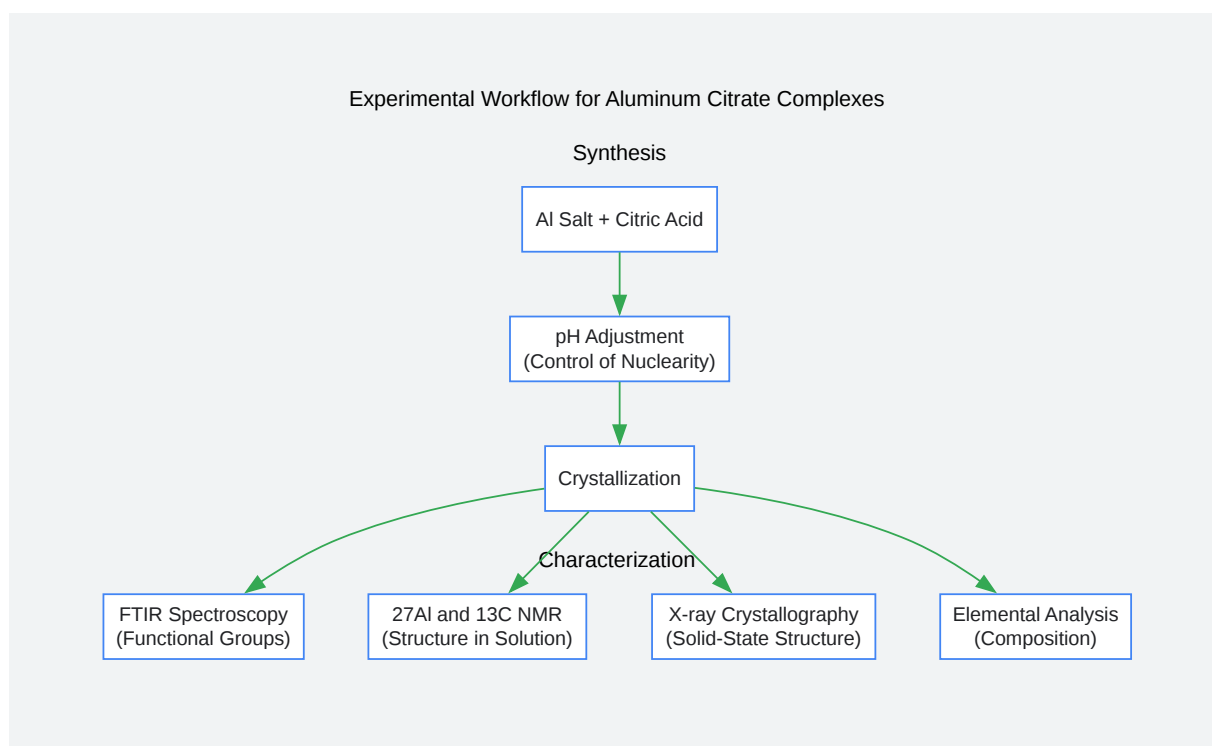 Experimental Workflow for Aluminum Citrate Complexes
Synthesis
Al Salt + Citric Acid
pH Adjustment
(Control of Nuclearity)
Crystallization
Characterization
FTIR Spectroscopy
(Functional Groups)
27Al and 13C NMR
(Structure in Solution)
X-ray Crystallography
(Solid-State Structure)
Elemental Analysis
(Composition)